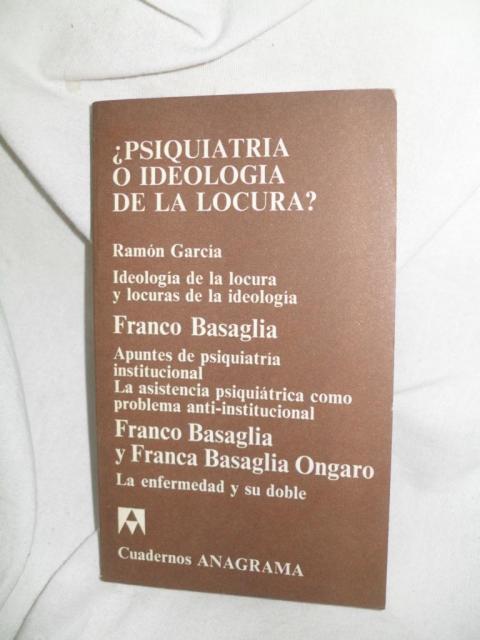 ¿PSIQUIATRIA
O IDEOLOGIA
DE LA LOCURA?
Ramón García
Ideología de la locura
y locuras de la ideología
Franco Basaglia
Apuntes de psiquiatría
institucional
La asistencia psiquiátrica como
problema anti-institucional
Franco Basaglia
y Franca Basaglia Ongaro
La enfermedad y su doble
Cuadernos ANAGRAMA